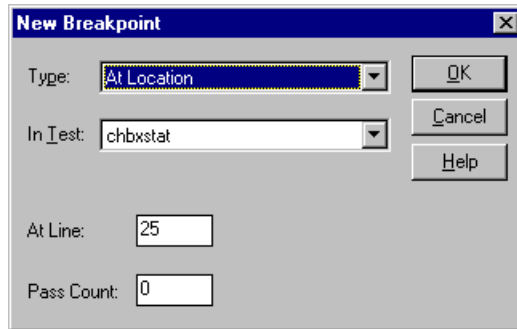 New Breakpoint
Type: At Location
OK
In Test: chbxstat
Cancel
Help
At Line: 25
Pass Count: 0